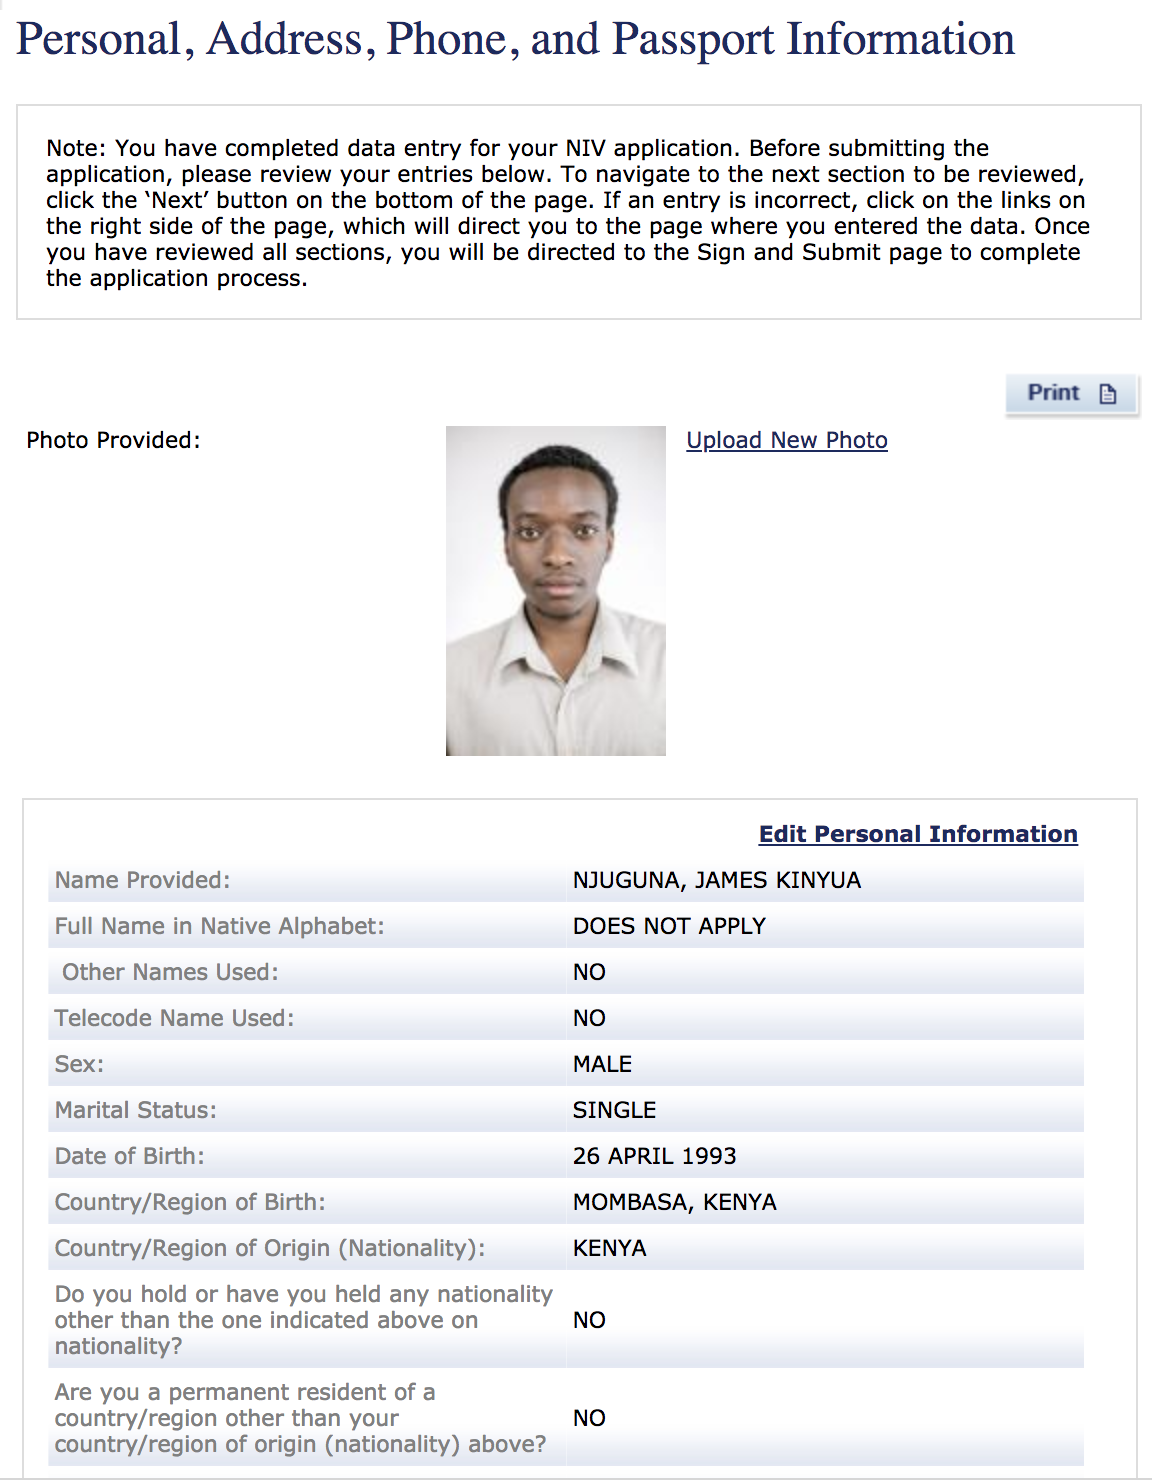 Personal, Address, Phone, and Passport Information
Note: You have completed data entry for your NIV application. Before submitting the
application, please review your entries below. To navigate to the next section to be reviewed,
click the ‘Next’ button on the bottom of the page. If an entry is incorrect, click on the links on
the right side of the page, which will direct you to the page where you entered the data. Once
you have reviewed all sections, you will be directed to the Sign and Submit page to complete
the application process.
Print
Photo Provided:
Upload New Photo
Edit Personal Information
Name Provided: NJUGUNA, JAMES KINYUA
Full Name in Native Alphabet: DOES NOT APPLY
Other Names Used: NO
Telecode Name Used: NO
Sex: MALE
Marital Status: SINGLE
Date of Birth: 26 APRIL 1993
Country/Region of Birth: MOMBASA, KENYA
Country/Region of Origin (Nationality): KENYA
Do you hold or have you held any nationality
other than the one indicated above on
nationality?
NO
Are you a permanent resident of a
country/region other than your
country/region of origin (nationality) above?
NO